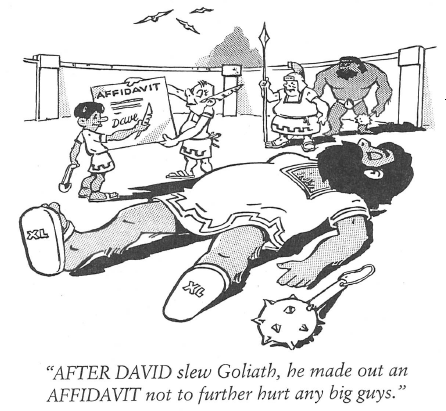 AFFIDAVIT
Dave
XL
XL
"AFTER DAVID slew Goliath, he made out an
AFFIDAVIT not to further hurt any big guys."